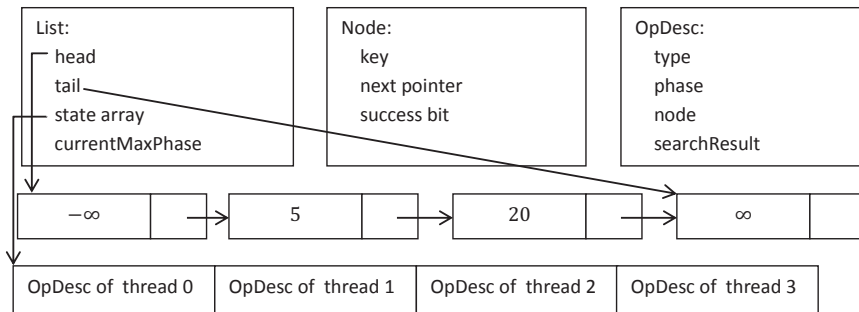 List:
head
tail
state array
currentMaxPhase
Node:
key
next pointer
success bit
OpDesc:
type
phase
node
searchResult
−∞
5
20
∞
OpDesc of thread 0
OpDesc of thread 1
OpDesc of thread 2
OpDesc of thread 3